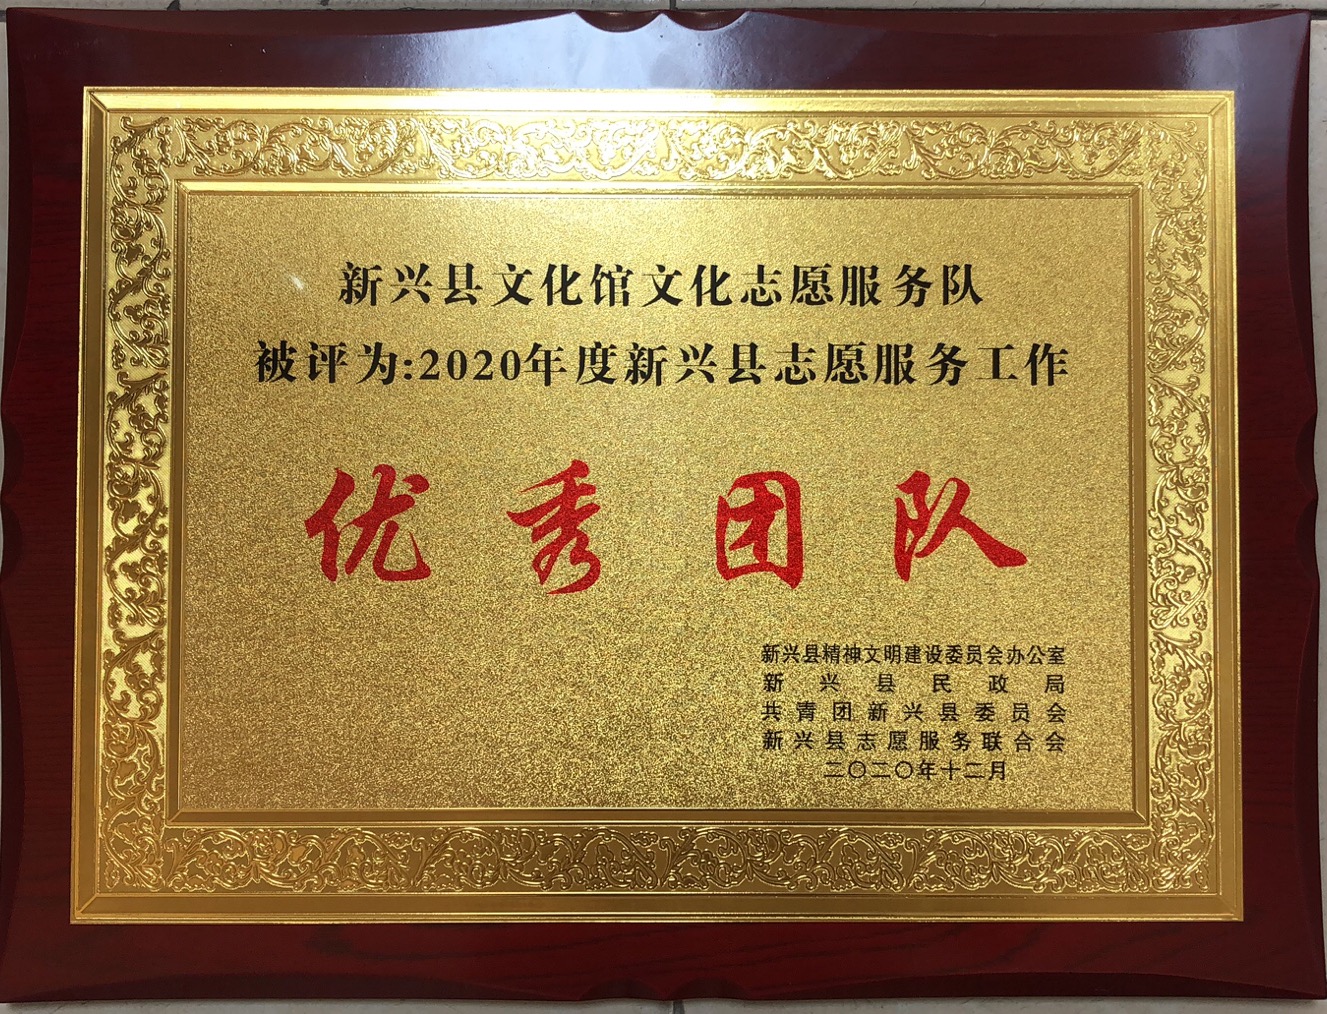 新兴县文化馆文化志愿服务队
被评为:2020年度新兴县志愿服务工作
优秀团队
新兴县精神文明建设委员会办公室
新兴县民政局
共青团新兴县委员会
新兴县志愿服务联合会
二〇二〇年十二月